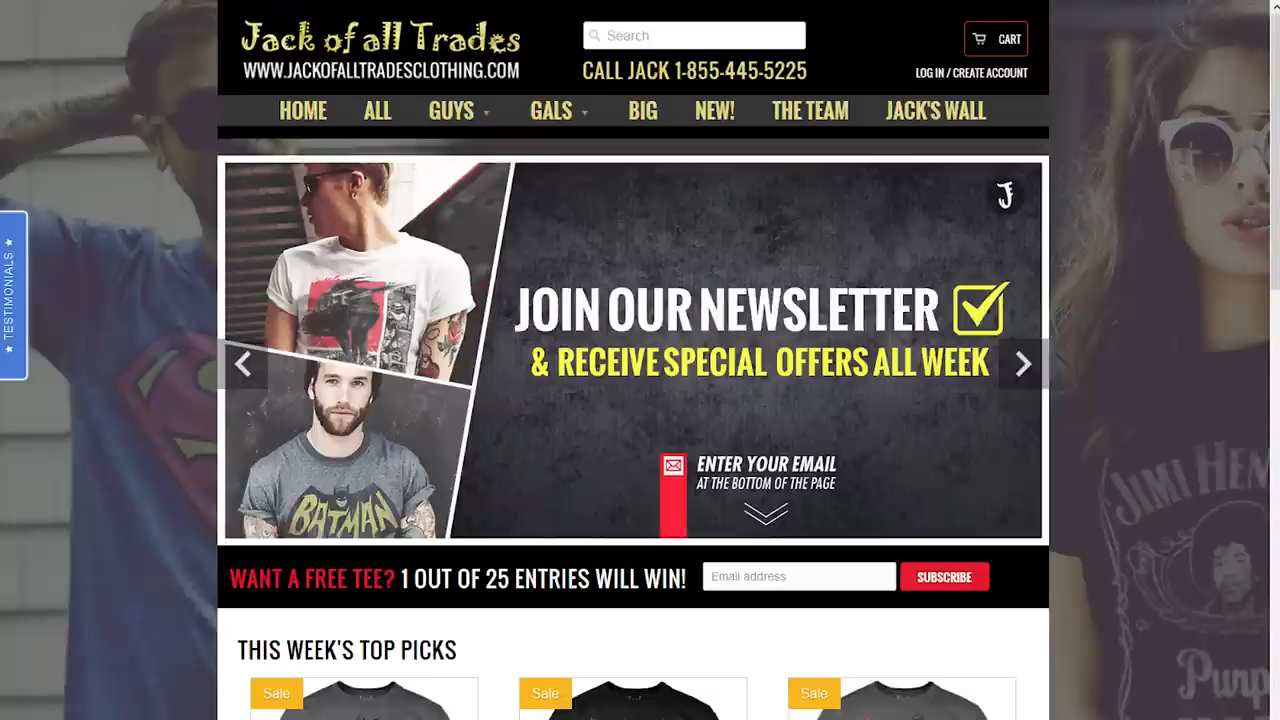 Jack of all Trades
WWW.JACKOFALLTRADESCLOTHING.COM
Search
CALL JACK 1-855-445-5225
CART
LOG IN / CREATE ACCOUNT
HOME ALL GUYS GALS BIG NEW! THE TEAM JACK'S WALL
★ TESTIMONIALS ★
J
JOIN OUR NEWSLETTER
& RECEIVE SPECIAL OFFERS ALL WEEK
BATMAN
ENTER YOUR EMAIL
AT THE BOTTOM OF THE PAGE
WANT A FREE TEE? 1 OUT OF 25 ENTRIES WILL WIN!
Email address
SUBSCRIBE
THIS WEEK'S TOP PICKS
Sale
Sale
Sale
JIMI HEN
Purp